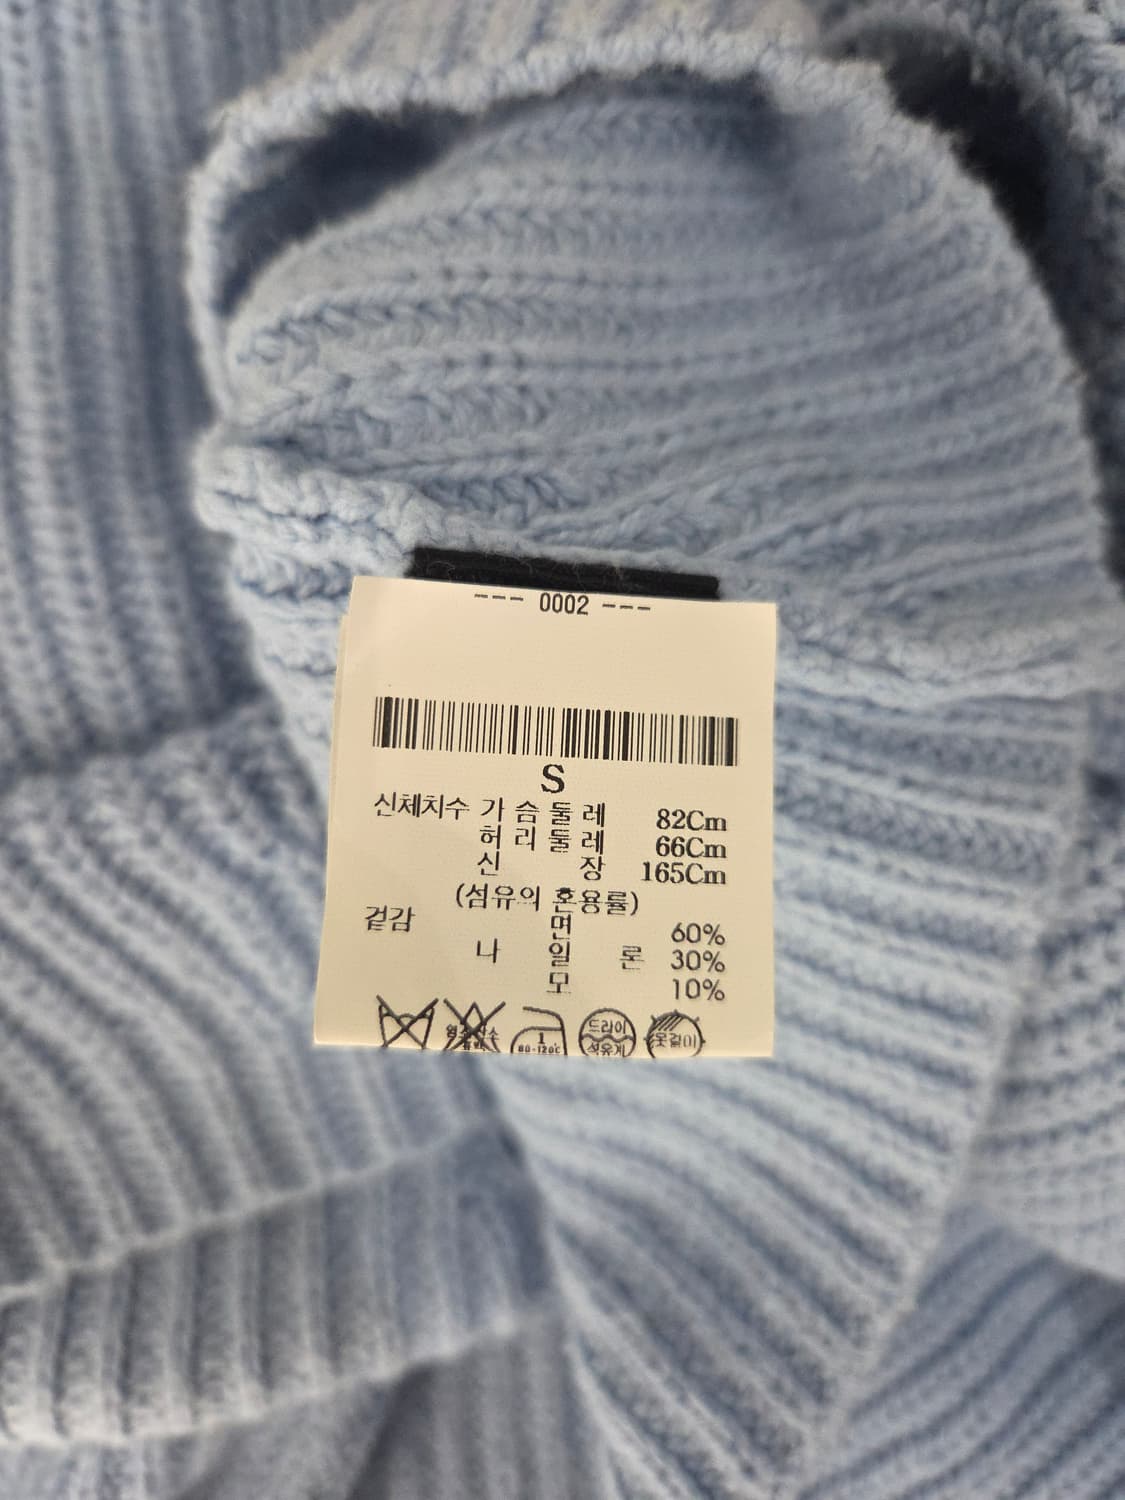 --- 0002 ---
S
신체치수 가슴둘레 82Cm
허리둘레 66Cm
신 장 165Cm
(섬유의 혼용률)
겉감 면 60%
나 일 론 30%
모 10%
80-120℃
드라이
석유계
옷걸이